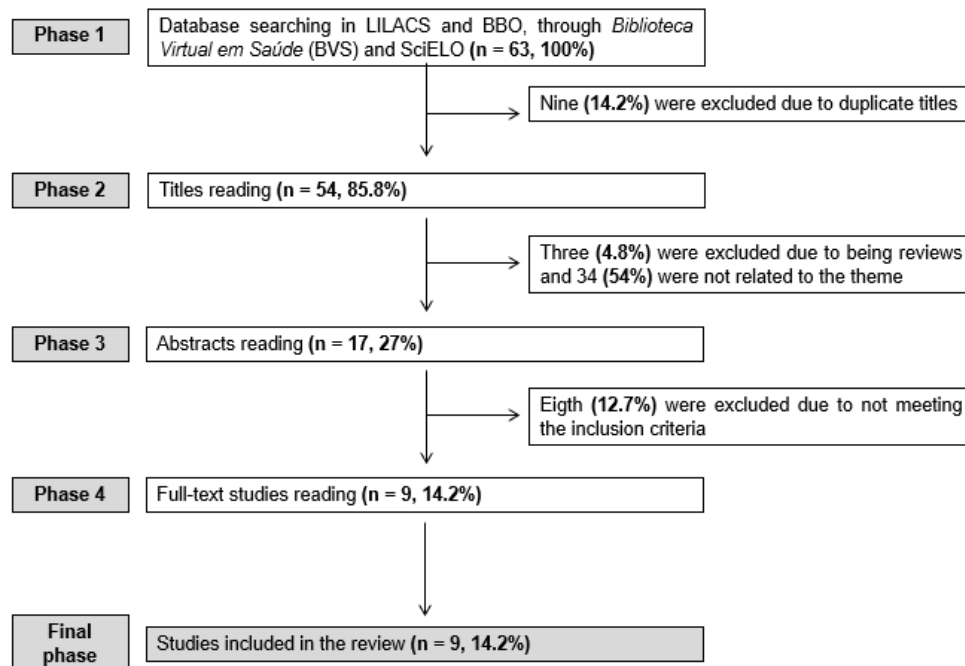 Phase 1
Database searching in LILACS and BBO, through Biblioteca
Virtual em Saúde (BVS) and SciELO (n = 63, 100%)
Nine (14.2%) were excluded due to duplicate titles
Phase 2
Titles reading (n = 54, 85.8%)
Three (4.8%) were excluded due to being reviews
and 34 (54%) were not related to the theme
Phase 3
Abstracts reading (n = 17, 27%)
Eigth (12.7%) were excluded due to not meeting
the inclusion criteria
Phase 4
Full-text studies reading (n = 9, 14.2%)
Final
phase
Studies included in the review (n = 9, 14.2%)